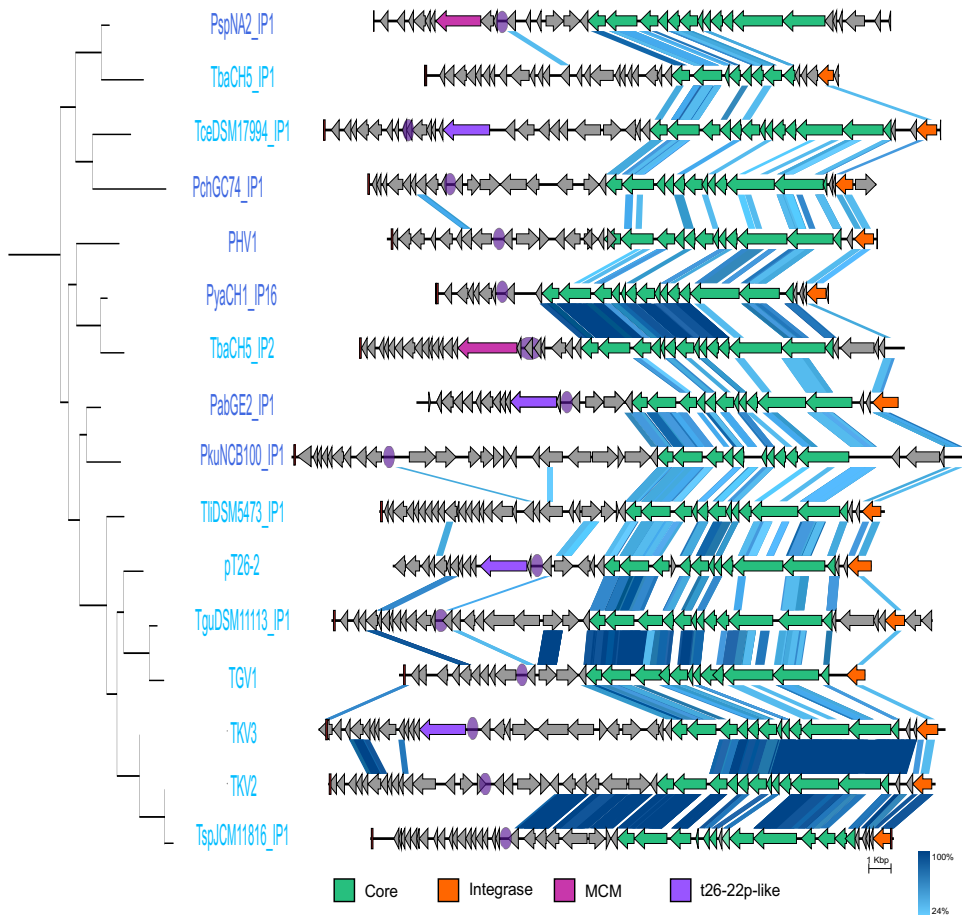 PspNA2_IP1
TbaCH5_IP1
TceDSM17994_IP1
PchGC74_IP1
PHV1
PyaCH1_IP16
TbaCH5_IP2
PabGE2_IP1
PkuNCB100_IP1
TliDSM5473_IP1
pT26-2
TguDSM11113_IP1
TGV1
TKV3
TKV2
TspJCM11816_IP1
1 Kbp
100%
Core
Integrase
MCM
t26-22p-like
24%